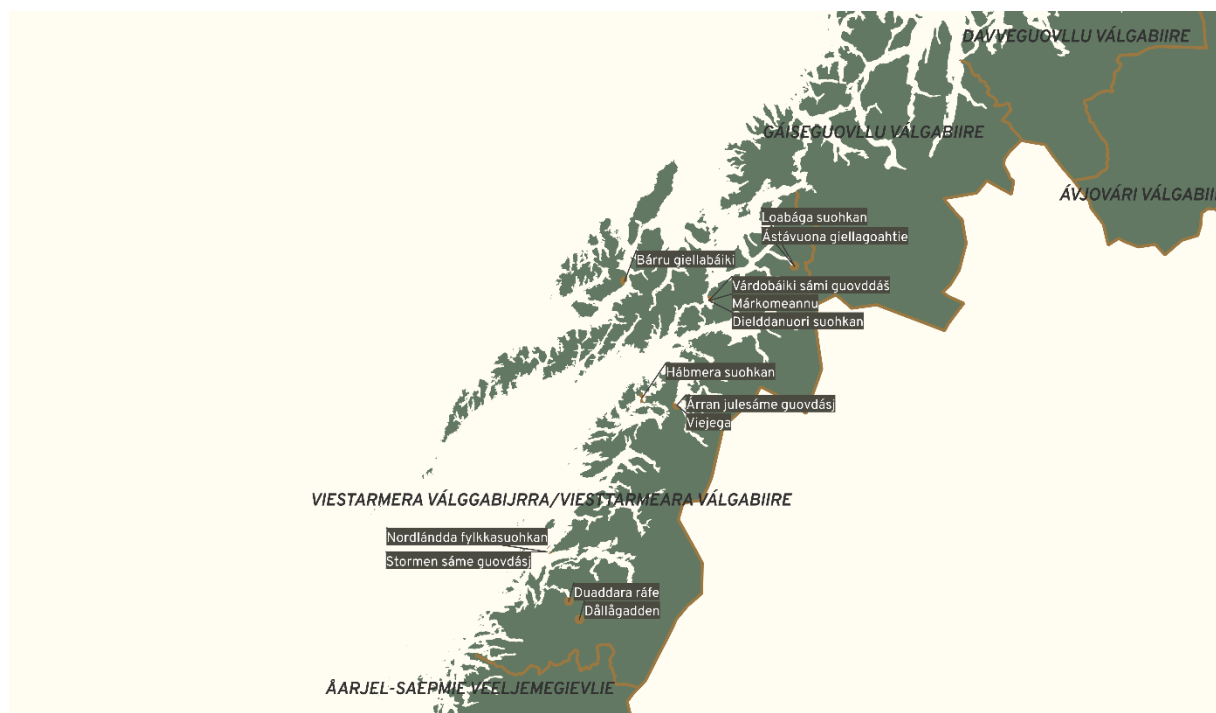 DAVVEGUOVLLU VÁLGABIIRE
GÁISEGUOVLLU VÁLGABIIRE
ÁVJOVÁRI VÁLGABII
Loabága suohkan
Ástávuona giellagoahtie
Bárru giellabáiki
Várdobáiki sámi guovddáš
Márkomeannu
Dielddanuori suohkan
Hábmera suohkan
Árran julesáme guovdásj
Viejega
VIESTARMERA VÁLGGABIJRRA/VIESTTARMEARA VÁLGABIIRE
Nordlándda fylkkasuohkan
Stormen sáme guovdásj
Duaddara ráfe
Dållågadden
ÅARJEL-SAEPMIE VEELJEMEGIEVLIE